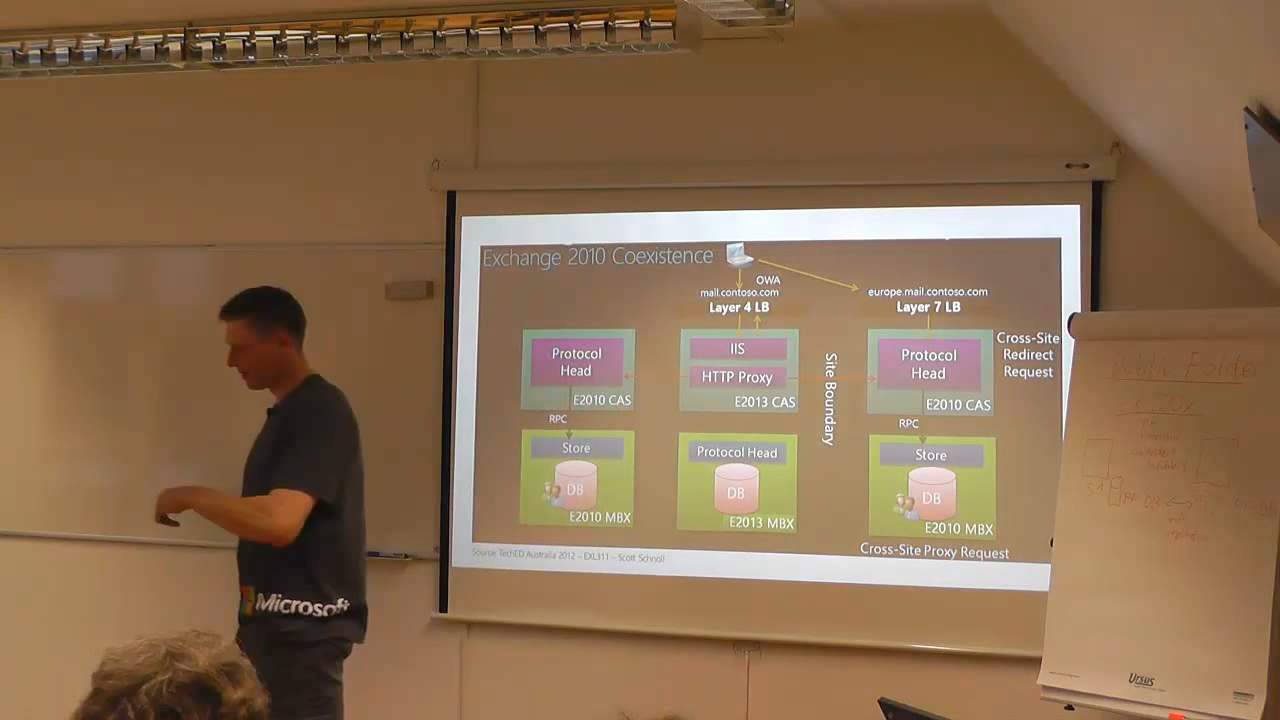 Exchange 2010 Coexistence
OWA
mail.contoso.com
Layer 4 LB
europe.mail.contoso.com
Layer 7 LB
Protocol
Head
E2010 CAS
IIS
HTTP Proxy
E2013 CAS
Site Boundary
Protocol
Head
E2010 CAS
Cross-Site
Redirect
Request
RPC
RPC
Store
DB
E2010 MBX
Protocol Head
DB
E2013 MBX
Store
DB
E2010 MBX
Cross-Site Proxy Request
Source: TechED Australia 2012 – EXL311 – Scott Schnoll
Microsoft
Public Folder
Ursus